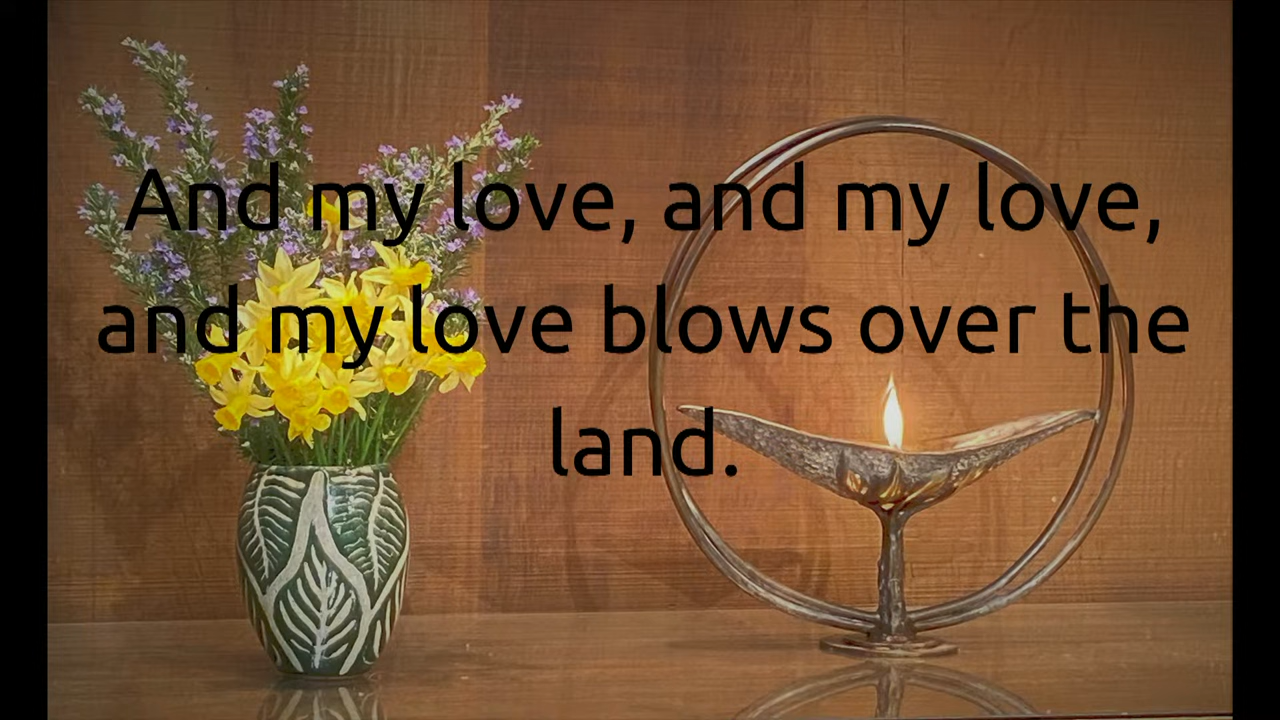 And my love, and my love,
and my love blows over the
land.